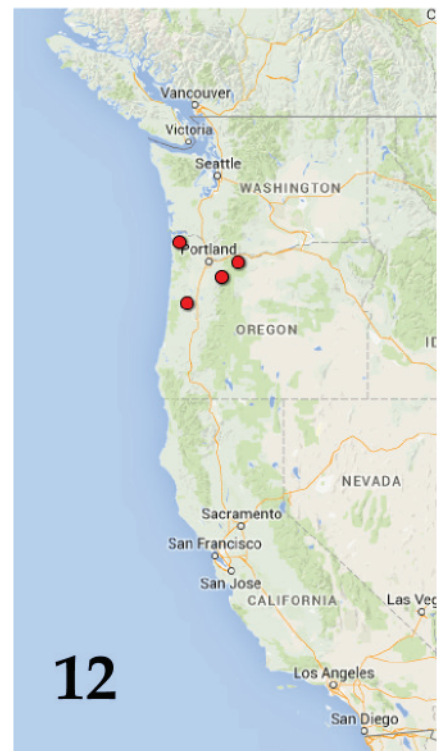 C
Vancouver
Victoria
Seattle
WASHINGTON
Portland
OREGON
ID
NEVADA
Sacramento
San Francisco
San Jose
CALIFORNIA
Las Veg
Los Angeles
12
San Diego